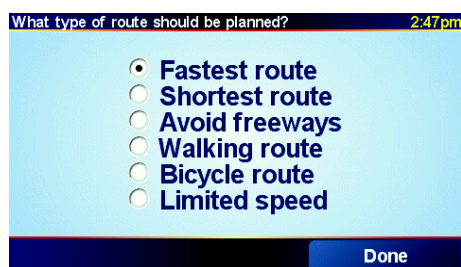 What type of route should be planned? 2:47pm
Fastest route
Shortest route
Avoid freeways
Walking route
Bicycle route
Limited speed
Done